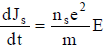 dJₛ/dt = nₛe²/m E